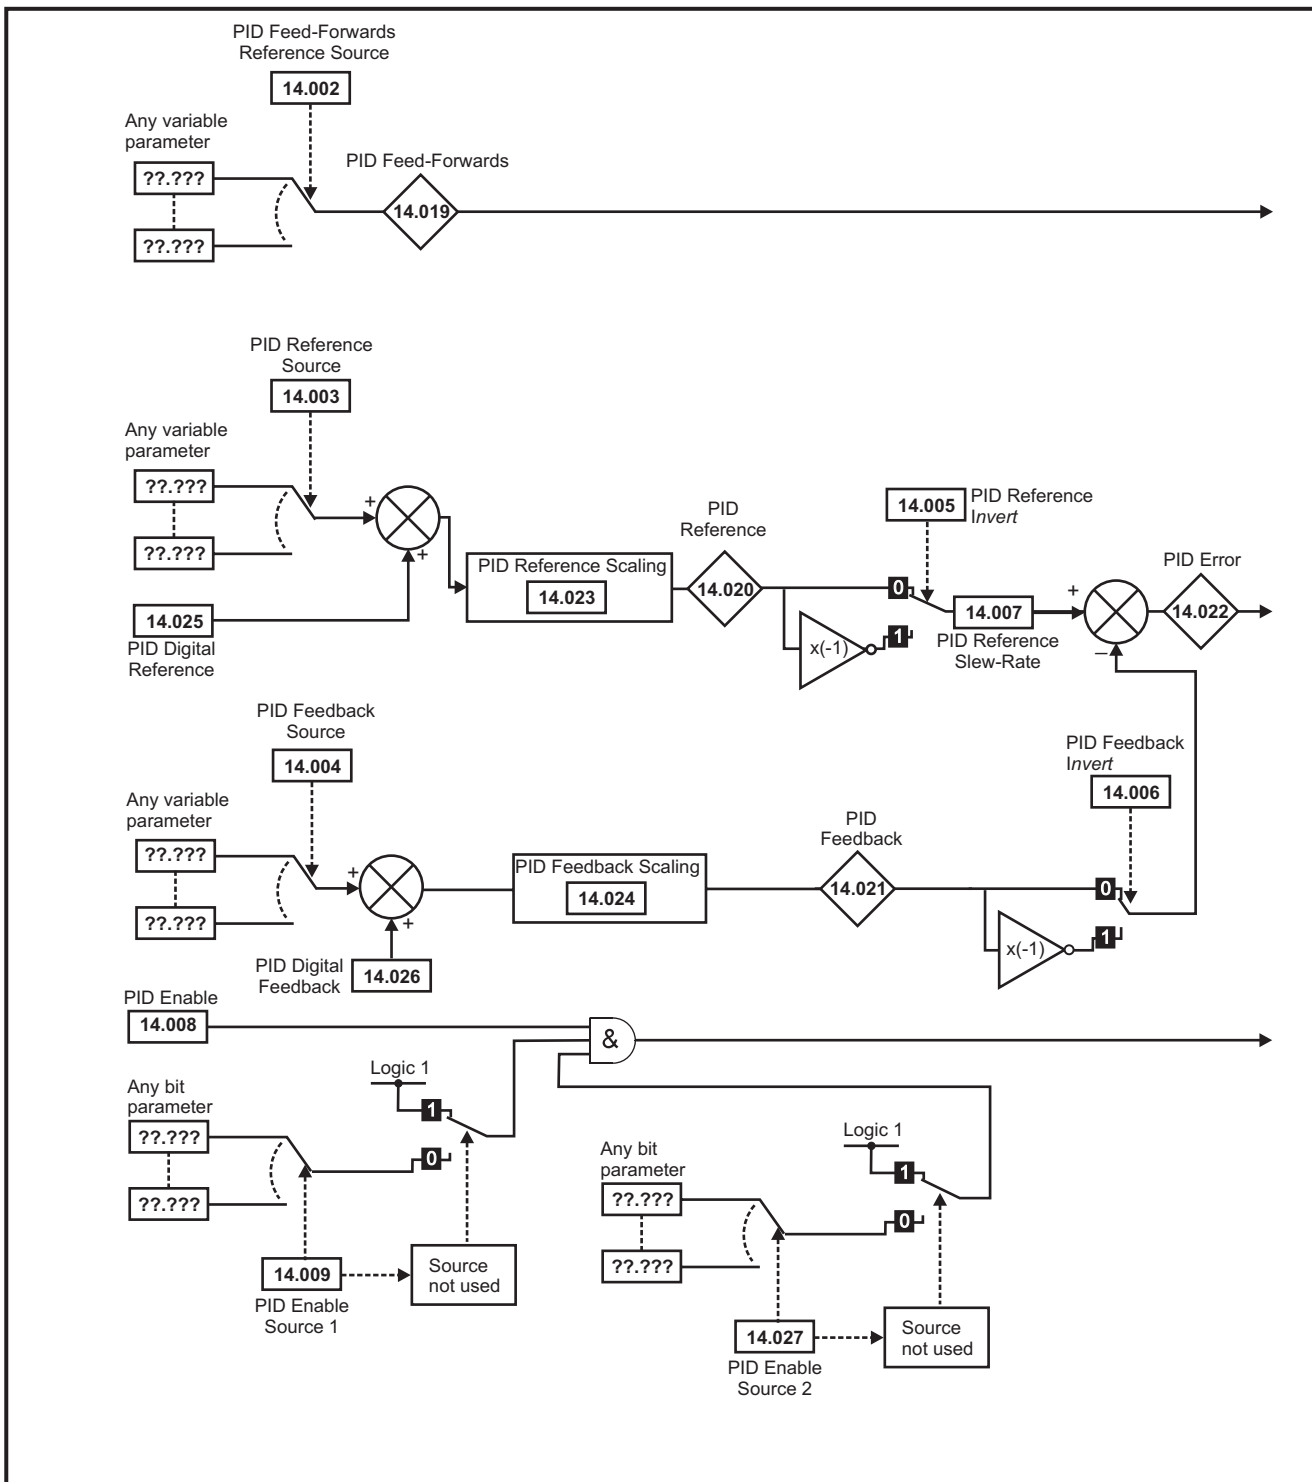 PID Feed-Forwards
Reference Source
14.002
Any variable
parameter
??.???
??.???
PID Feed-Forwards
14.019
PID Reference
Source
14.003
Any variable
parameter
??.???
??.???
+
+
14.025
PID Digital
Reference
PID Reference Scaling
14.023
PID
Reference
14.020
14.005
PID Reference
Invert
0
1
x(-1)
14.007
PID Reference
Slew-Rate
+
–
PID Error
14.022
PID Feedback
Source
14.004
Any variable
parameter
??.???
??.???
+
+
PID Digital
Feedback
14.026
PID Feedback Scaling
14.024
PID
Feedback
14.021
PID Feedback
Invert
14.006
0
1
x(-1)
PID Enable
14.008
&
Logic 1
1
0
Any bit
parameter
??.???
??.???
14.009
PID Enable
Source 1
Source
not used
Any bit
parameter
??.???
??.???
Logic 1
1
0
14.027
PID Enable
Source 2
Source
not used